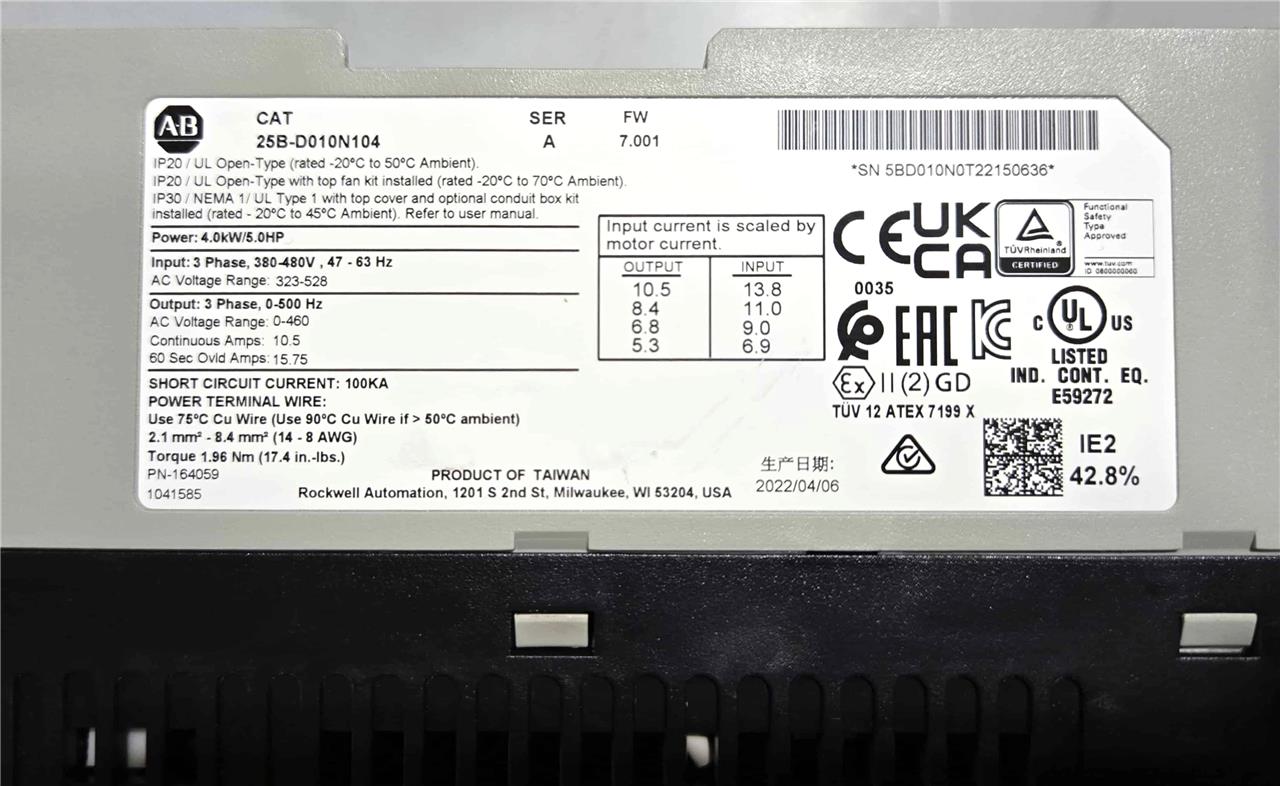 AB
CAT
25B-D010N104
SER
A
FW
7.001
*SN 5BD010N0T22150636*
IP20 / UL Open-Type (rated -20°C to 50°C Ambient).
IP20 / UL Open-Type with top fan kit installed (rated -20°C to 70°C Ambient).
IP30 / NEMA 1/ UL Type 1 with top cover and optional conduit box kit
installed (rated - 20°C to 45°C Ambient). Refer to user manual.
Power: 4.0kW/5.0HP
Input: 3 Phase, 380-480V , 47 - 63 Hz
AC Voltage Range: 323-528
Output: 3 Phase, 0-500 Hz
AC Voltage Range: 0-460
Continuous Amps: 10.5
60 Sec Ovld Amps: 15.75
SHORT CIRCUIT CURRENT: 100KA
POWER TERMINAL WIRE:
Use 75°C Cu Wire (Use 90°C Cu Wire if > 50°C ambient)
2.1 mm² - 8.4 mm² (14 - 8 AWG)
Torque 1.96 Nm (17.4 in.-lbs.)
PN-164059
1041585
PRODUCT OF TAIWAN
Rockwell Automation, 1201 S 2nd St, Milwaukee, WI 53204, USA
Input current is scaled by
motor current.
OUTPUT INPUT
10.5 13.8
8.4 11.0
6.8 9.0
5.3 6.9
CE
0035
UK
CA
TÜVRheinland
CERTIFIED
Functional
Safety
Type
Approved
www.tuv.com
ID 0600000000
EAC
KC
C UL US
LISTED
IND. CONT. EQ.
E59272
Ex II (2) GD
TÜV 12 ATEX 7199 X
生产日期:
2022/04/06
IE2
42.8%